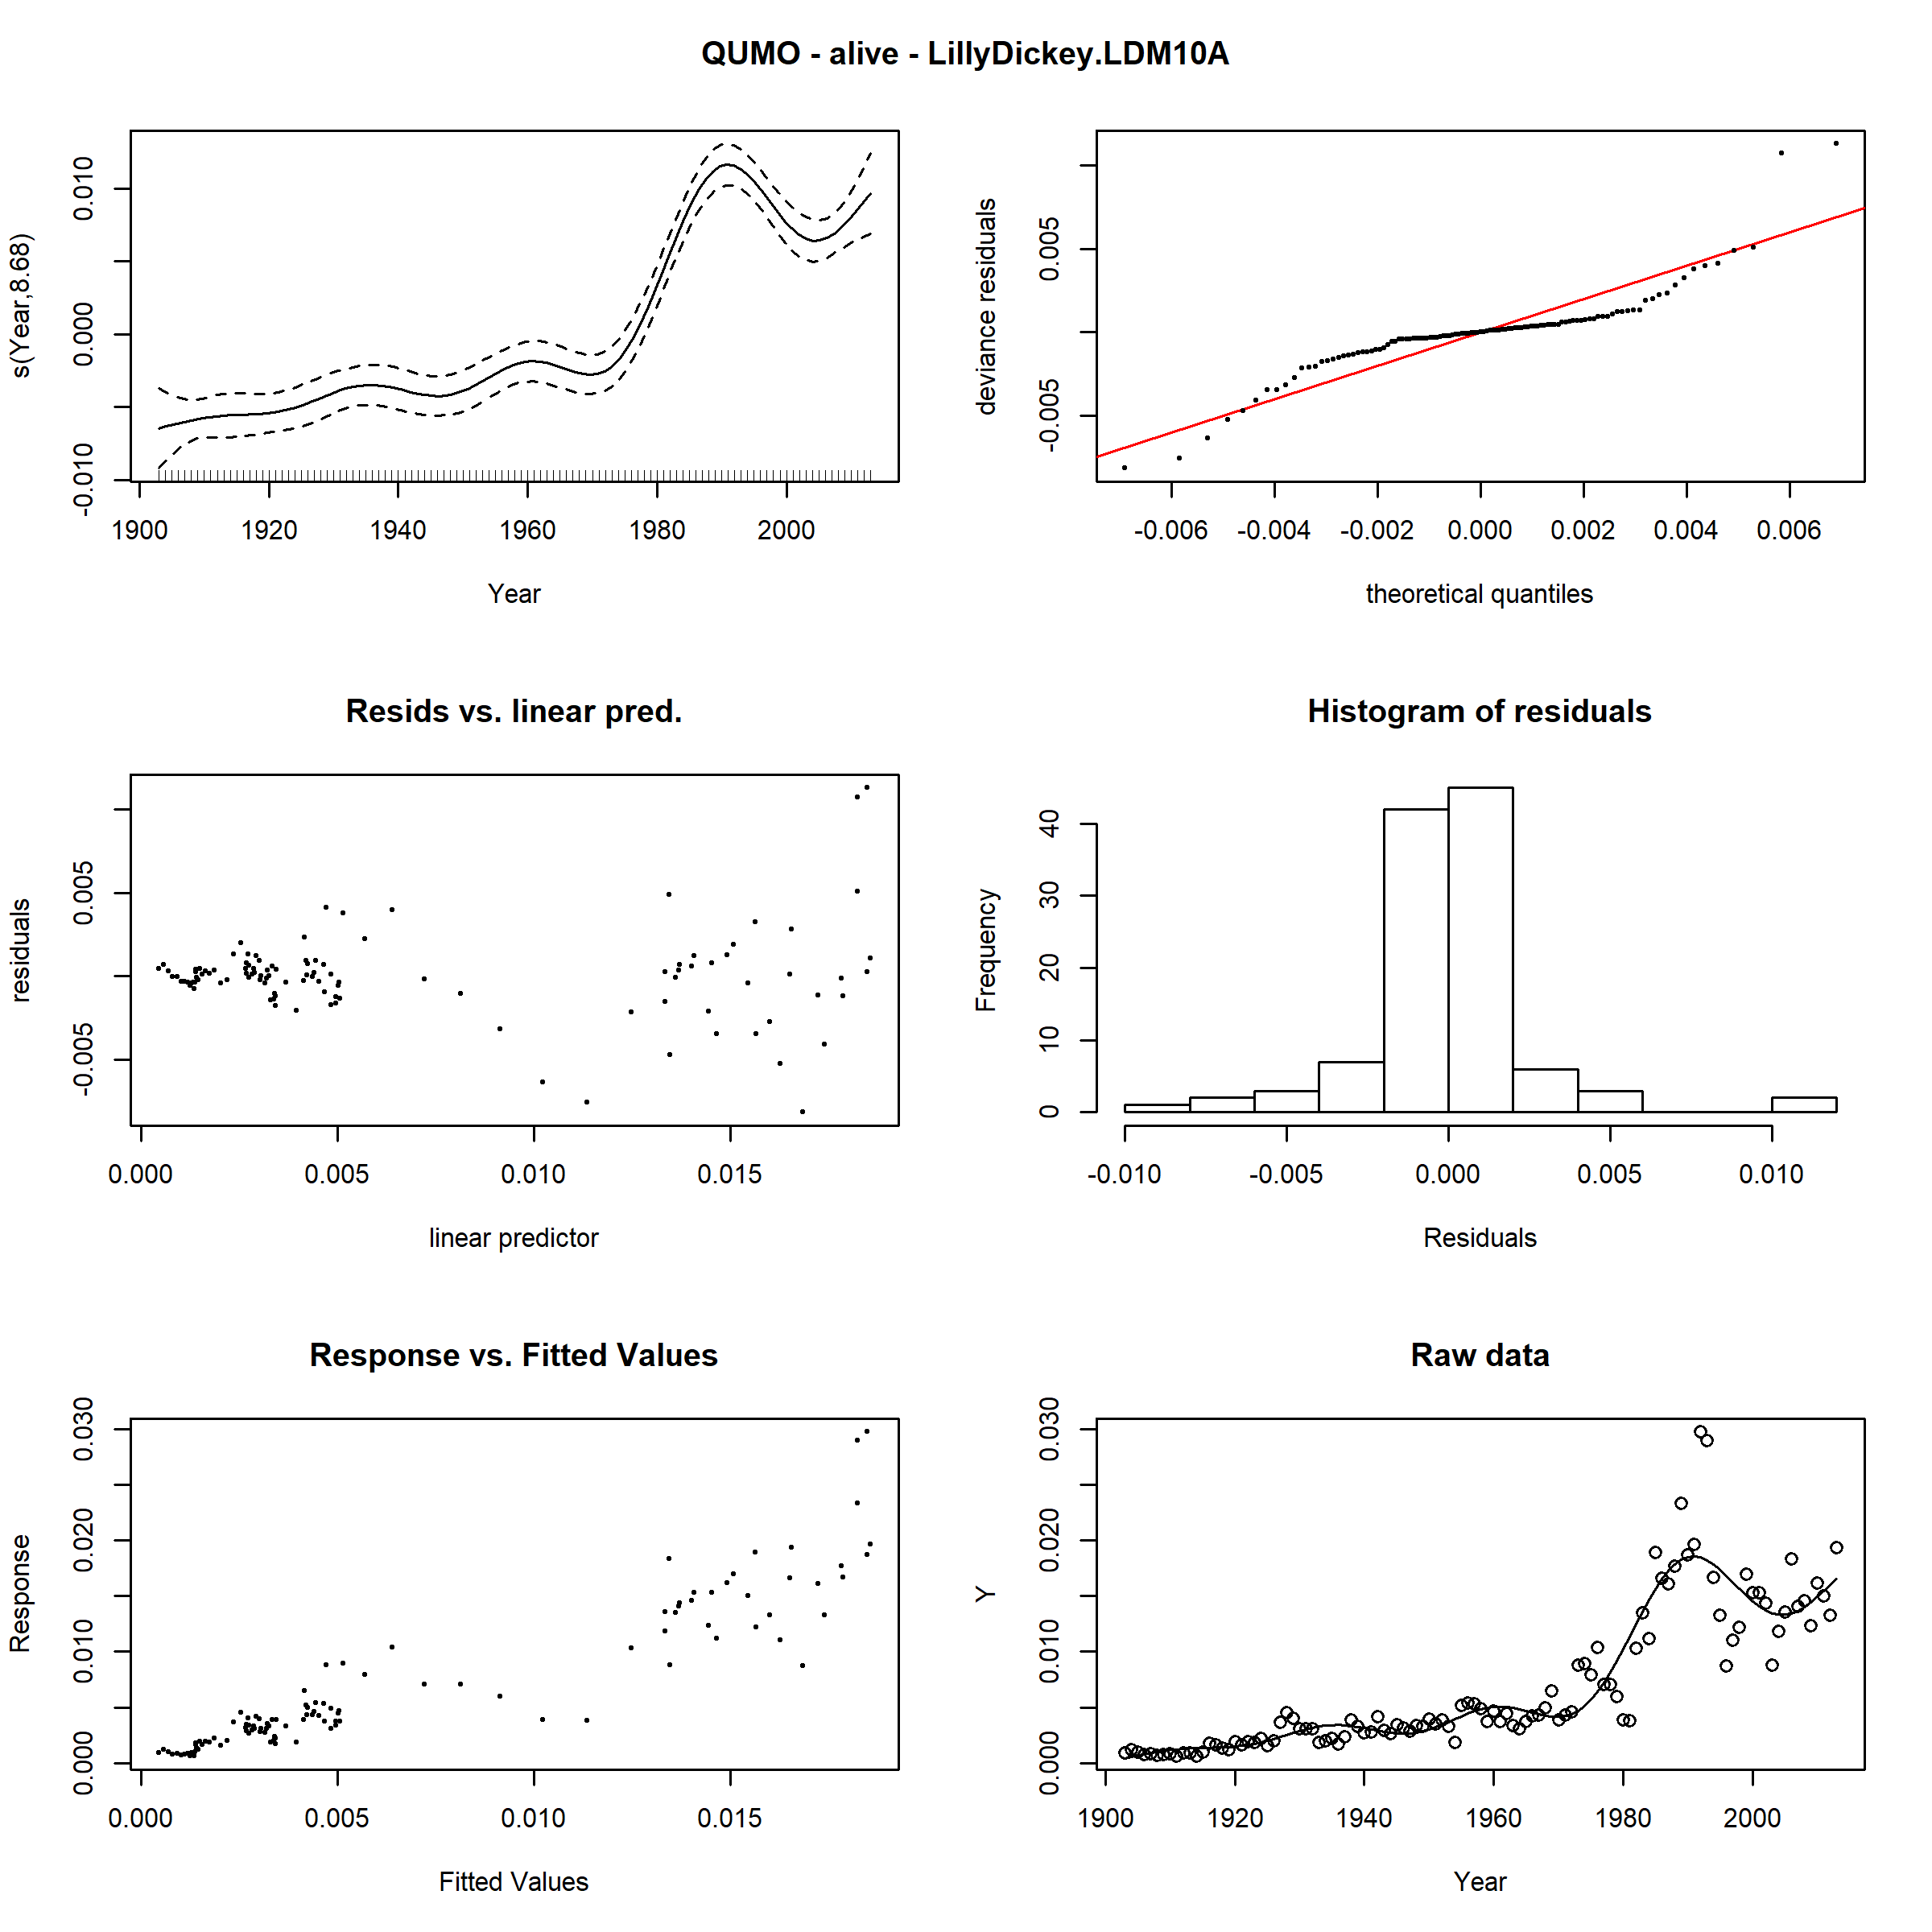 QUMO - alive - LillyDickey.LDM10A
s(Year,8.68)
0.010
0.000
-0.010
1900 1920 1940 1960 1980 2000
Year
deviance residuals
0.005
-0.005
-0.006 -0.004 -0.002 0.000 0.002 0.004 0.006
theoretical quantiles
Resids vs. linear pred.
residuals
0.005
-0.005
0.000 0.005 0.010 0.015
linear predictor
Histogram of residuals
Frequency
40
30
20
10
0
-0.010 -0.005 0.000 0.005 0.010
Residuals
Response vs. Fitted Values
Response
0.030
0.020
0.010
0.000
0.000 0.005 0.010 0.015
Fitted Values
Raw data
Y
0.030
0.020
0.010
0.000
1900 1920 1940 1960 1980 2000
Year